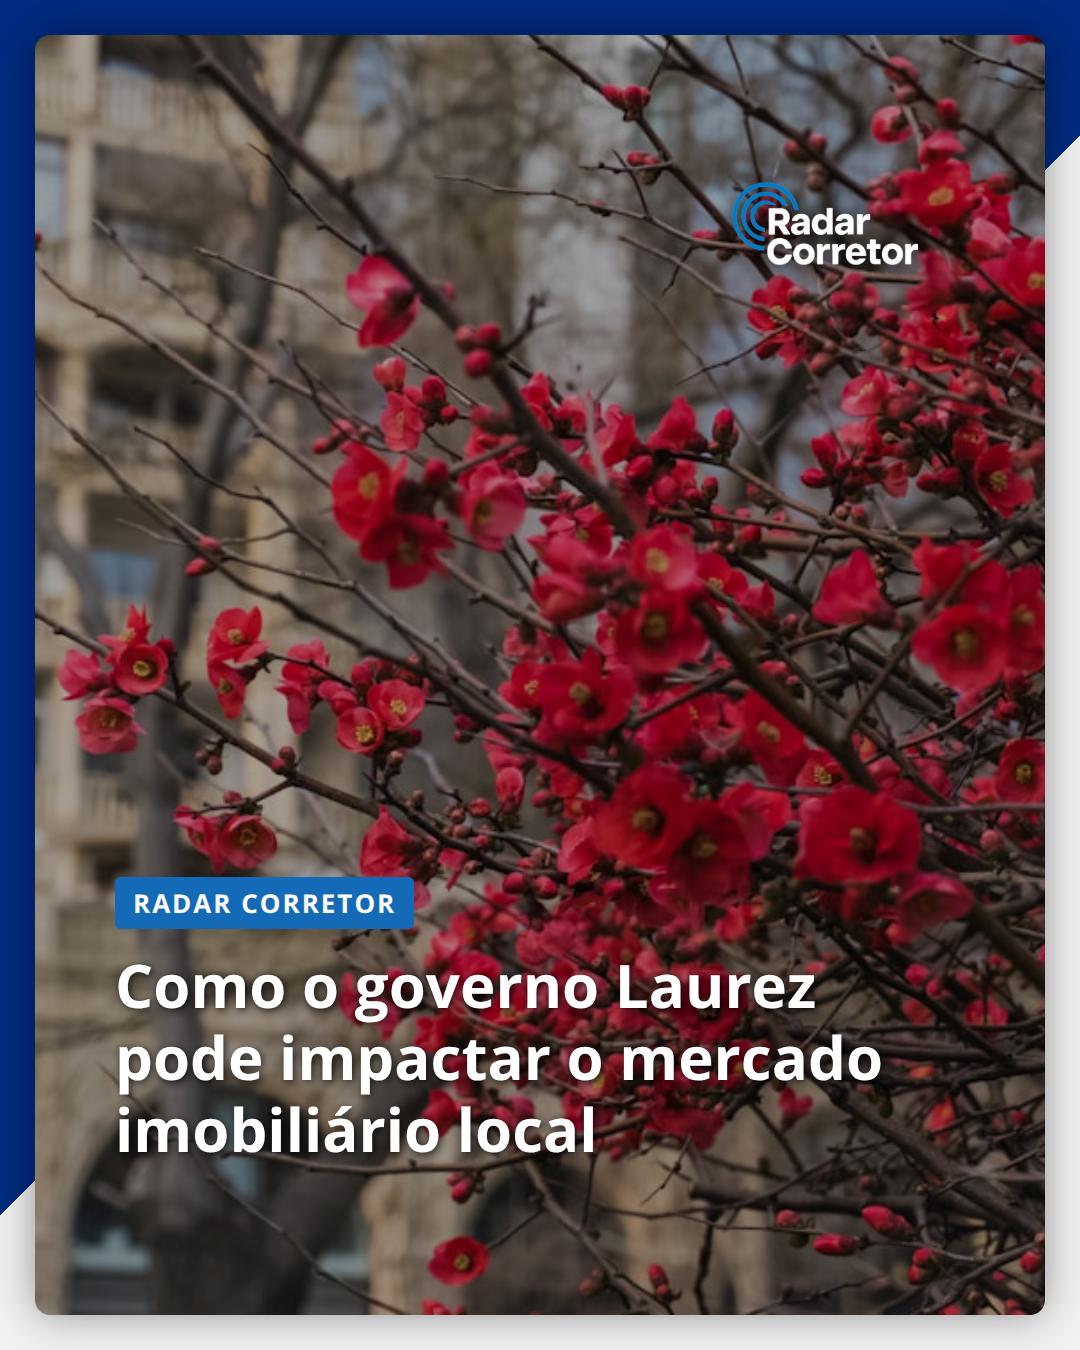 Radar
Corretor
RADAR CORRETOR
Como o governo Laurez
pode impactar o mercado
imobiliário local